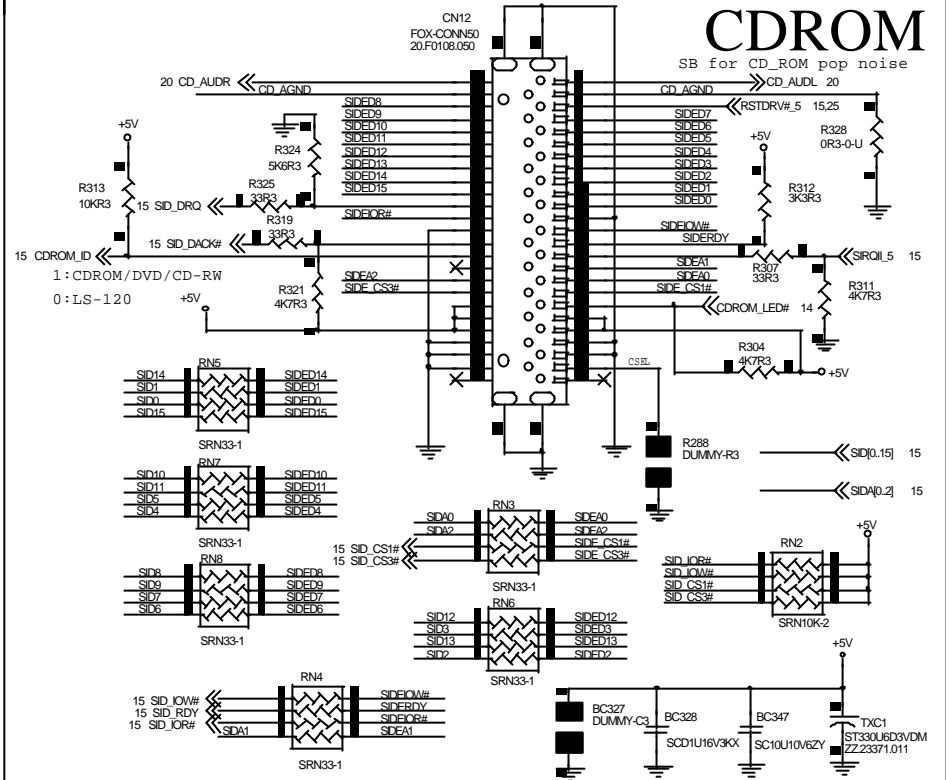 CDROM
SB for CD_ROM pop noise
CN12
FOX-CONN50
20.F0108.050
20 CD_AUDR
CD_AGND
SIDED8
SIDED9
SIDED10
SIDED11
SIDED12
SIDED13
SIDED14
SIDED15
SIDEIOR#
SIDEA2
SIDE_CS3#
CD_AUDL 20
CD_AGND
RSTDRV#_5 15,25
SIDED7
SIDED6
SIDED5
SIDED4
SIDED3
SIDED2
SIDED1
SIDED0
SIDEIOW#
SIDERDY
SIDEA1
SIDEA0
SIDE_CS1#
CDROM_LED# 14
CSEL
+5V
R313
10KR3
R324
5K6R3
R325
33R3
15 SID_DRQ
R319
33R3
15 SID_DACK#
15 CDROM_ID
1:CDROM/DVD/CD-RW
0:LS-120
+5V
R321
4K7R3
+5V
R328
0R3-0-U
R312
3K3R3
R307
33R3
SIRQII_5 15
R311
4K7R3
R304
4K7R3
+5V
R288
DUMMY-R3
SID[0..15] 15
SIDA[0..2] 15
RN5
SID14 SIDED14
SID1 SIDED1
SID0 SIDED0
SID15 SIDED15
SRN33-1
RN7
SID10 SIDED10
SID11 SIDED11
SID5 SIDED5
SID4 SIDED4
SRN33-1
RN8
SID8 SIDED8
SID9 SIDED9
SID7 SIDED7
SID6 SIDED6
SRN33-1
RN3
SIDA0 SIDEA0
SIDA2 SIDEA2
15 SID_CS1# SIDE_CS1#
15 SID_CS3# SIDE_CS3#
SRN33-1
RN6
SID12 SIDED12
SID3 SIDED3
SID13 SIDED13
SID2 SIDED2
SRN33-1
RN2
+5V
SID_IOR#
SID_IOW#
SID_CS1#
SID_CS3#
SRN10K-2
RN4
15 SID_IOW# SIDEIOW#
15 SID_RDY SIDERDY
15 SID_IOR# SIDEIOR#
SIDA1 SIDEA1
SRN33-1
+5V
BC327
DUMMY-C3
BC328
SCD1U16V3KX
BC347
SC10U10V6ZY
TXC1
ST330U6D3VDM
ZZ.23371.011